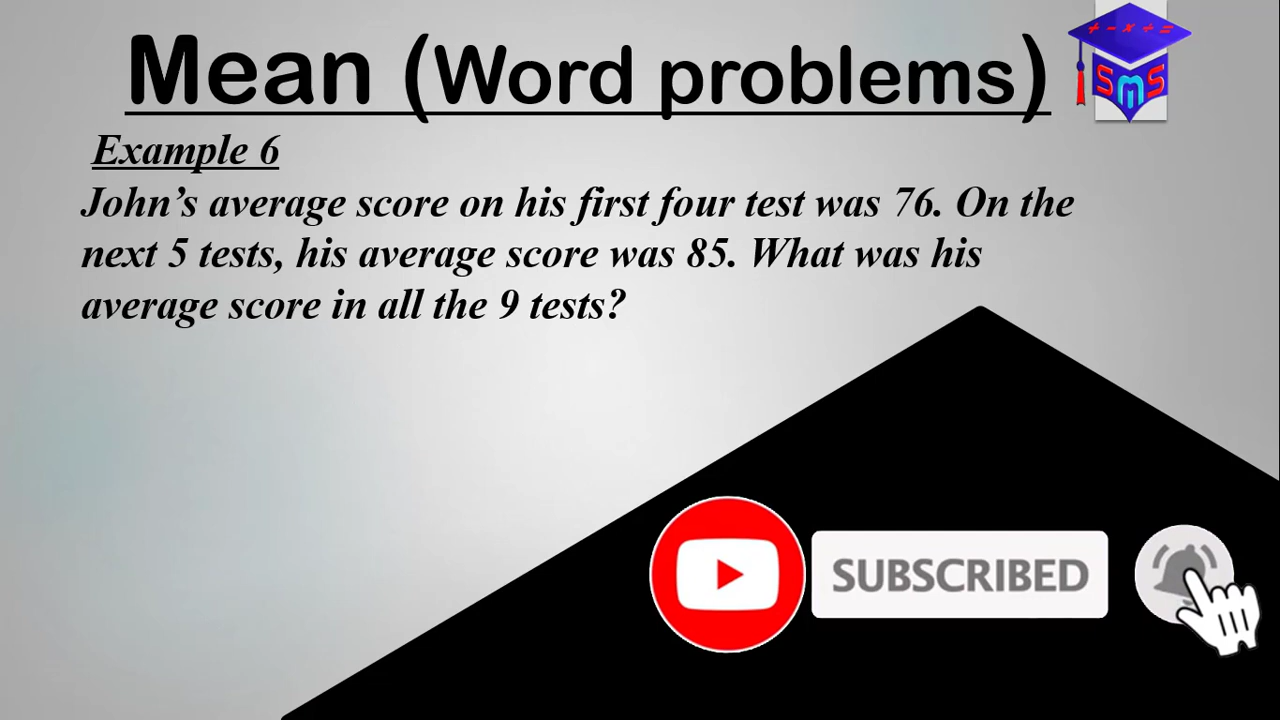 Mean (Word problems)
+ - × ÷ =
SMS
Example 6
John’s average score on his first four test was 76. On the
next 5 tests, his average score was 85. What was his
average score in all the 9 tests?
SUBSCRIBED